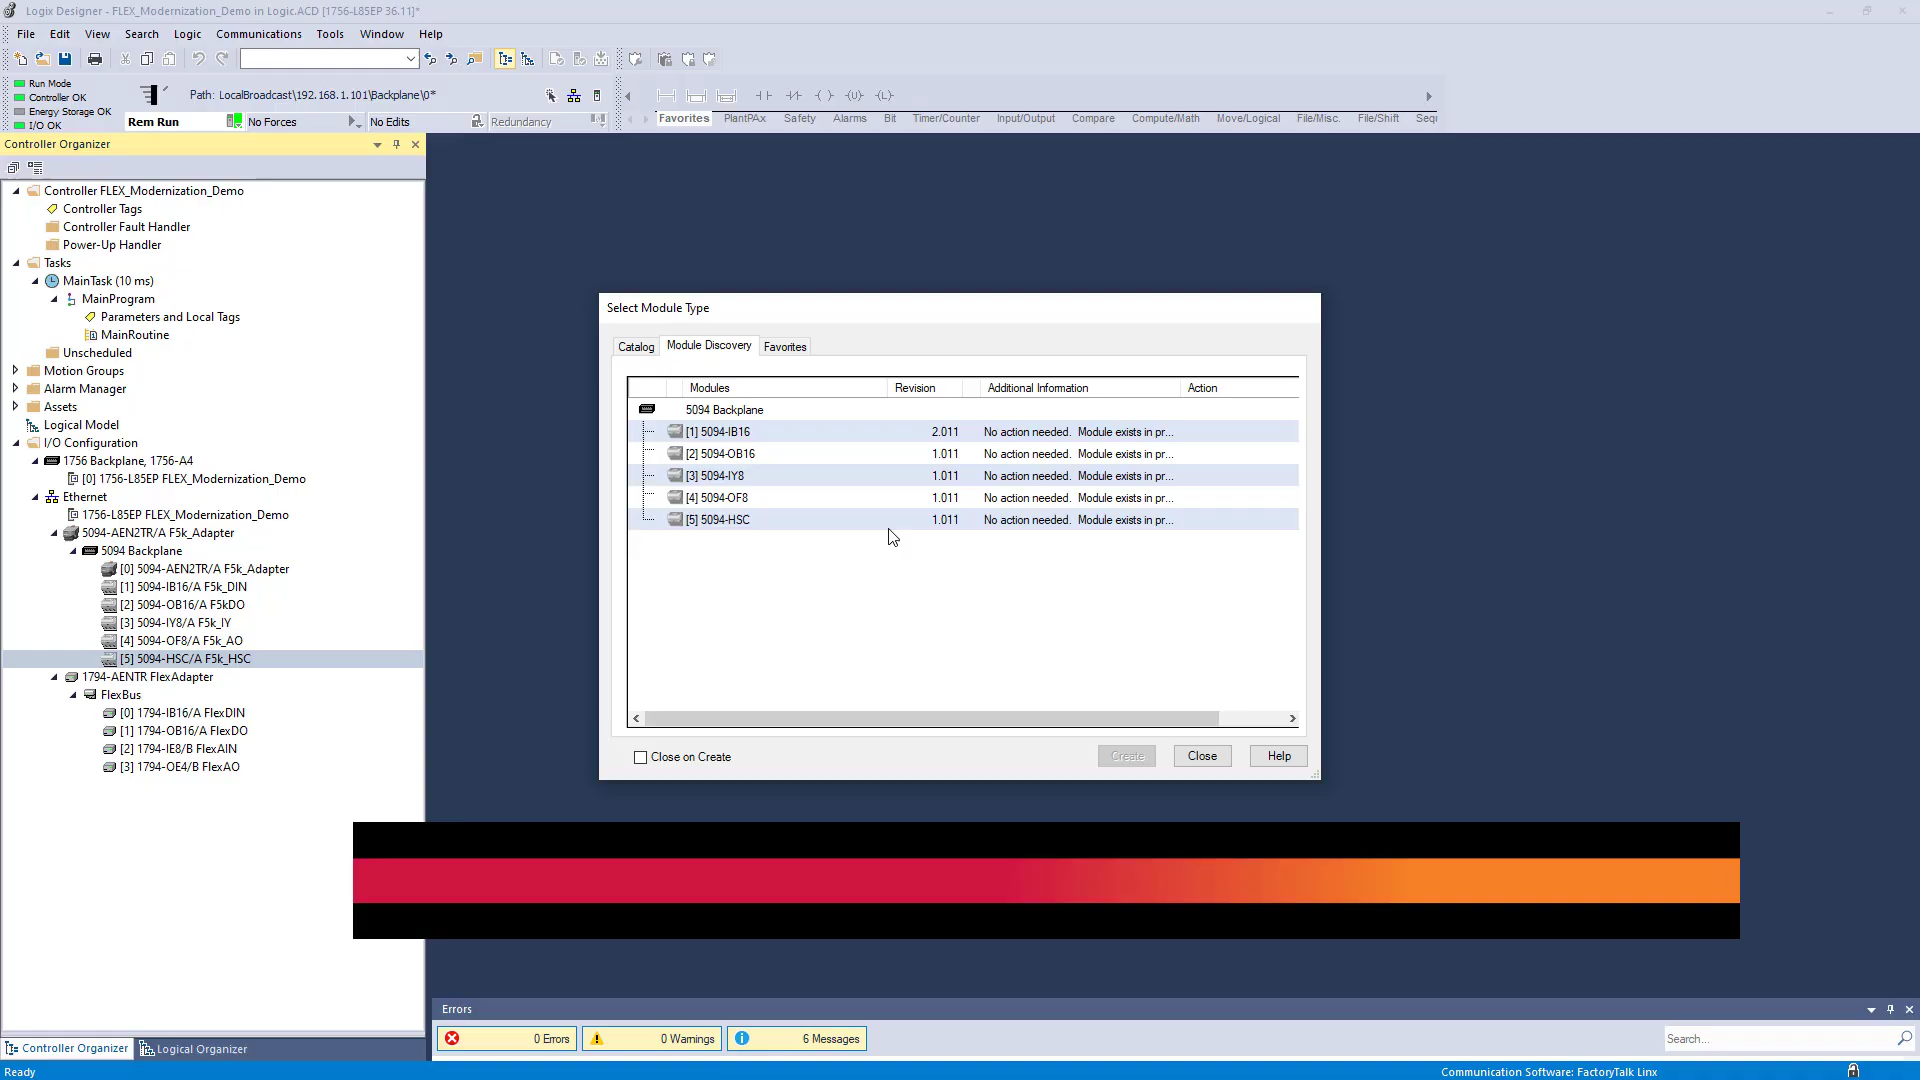 Logix Designer - FLEX_Modernization_Demo in Logic.ACD [1756-L85EP 36.11]*
File Edit View Search Logic Communications Tools Window Help
Run Mode
Controller OK
Energy Storage OK
I/O OK
Path: LocalBroadcast\192.168.1.101\Backplane\0*
Rem Run No Forces No Edits Redundancy
Favorites PlantPAx Safety Alarms Bit Timer/Counter Input/Output Compare Compute/Math Move/Logical File/Misc. File/Shift Sequ
Controller Organizer
Controller FLEX_Modernization_Demo
Controller Tags
Controller Fault Handler
Power-Up Handler
Tasks
MainTask (10 ms)
MainProgram
Parameters and Local Tags
MainRoutine
Unscheduled
Motion Groups
Alarm Manager
Assets
Logical Model
I/O Configuration
1756 Backplane, 1756-A4
[0] 1756-L85EP FLEX_Modernization_Demo
Ethernet
1756-L85EP FLEX_Modernization_Demo
5094-AEN2TR/A F5k_Adapter
5094 Backplane
[0] 5094-AEN2TR/A F5k_Adapter
[1] 5094-IB16/A F5k_DIN
[2] 5094-OB16/A F5kDO
[3] 5094-IY8/A F5k_IY
[4] 5094-OF8/A F5k_AO
[5] 5094-HSC/A F5k_HSC
1794-AENTR FlexAdapter
FlexBus
[0] 1794-IB16/A FlexDIN
[1] 1794-OB16/A FlexDO
[2] 1794-IE8/B FlexAIN
[3] 1794-OE4/B FlexAO
Controller Organizer Logical Organizer
Select Module Type
Catalog Module Discovery Favorites
Modules Revision Additional Information Action
5094 Backplane
[1] 5094-IB16 2.011 No action needed. Module exists in pr...
[2] 5094-OB16 1.011 No action needed. Module exists in pr...
[3] 5094-IY8 1.011 No action needed. Module exists in pr...
[4] 5094-OF8 1.011 No action needed. Module exists in pr...
[5] 5094-HSC 1.011 No action needed. Module exists in pr...
Close on Create
Create Close Help
Errors
0 Errors 0 Warnings 6 Messages
Search...
Ready
Communication Software: FactoryTalk Linx